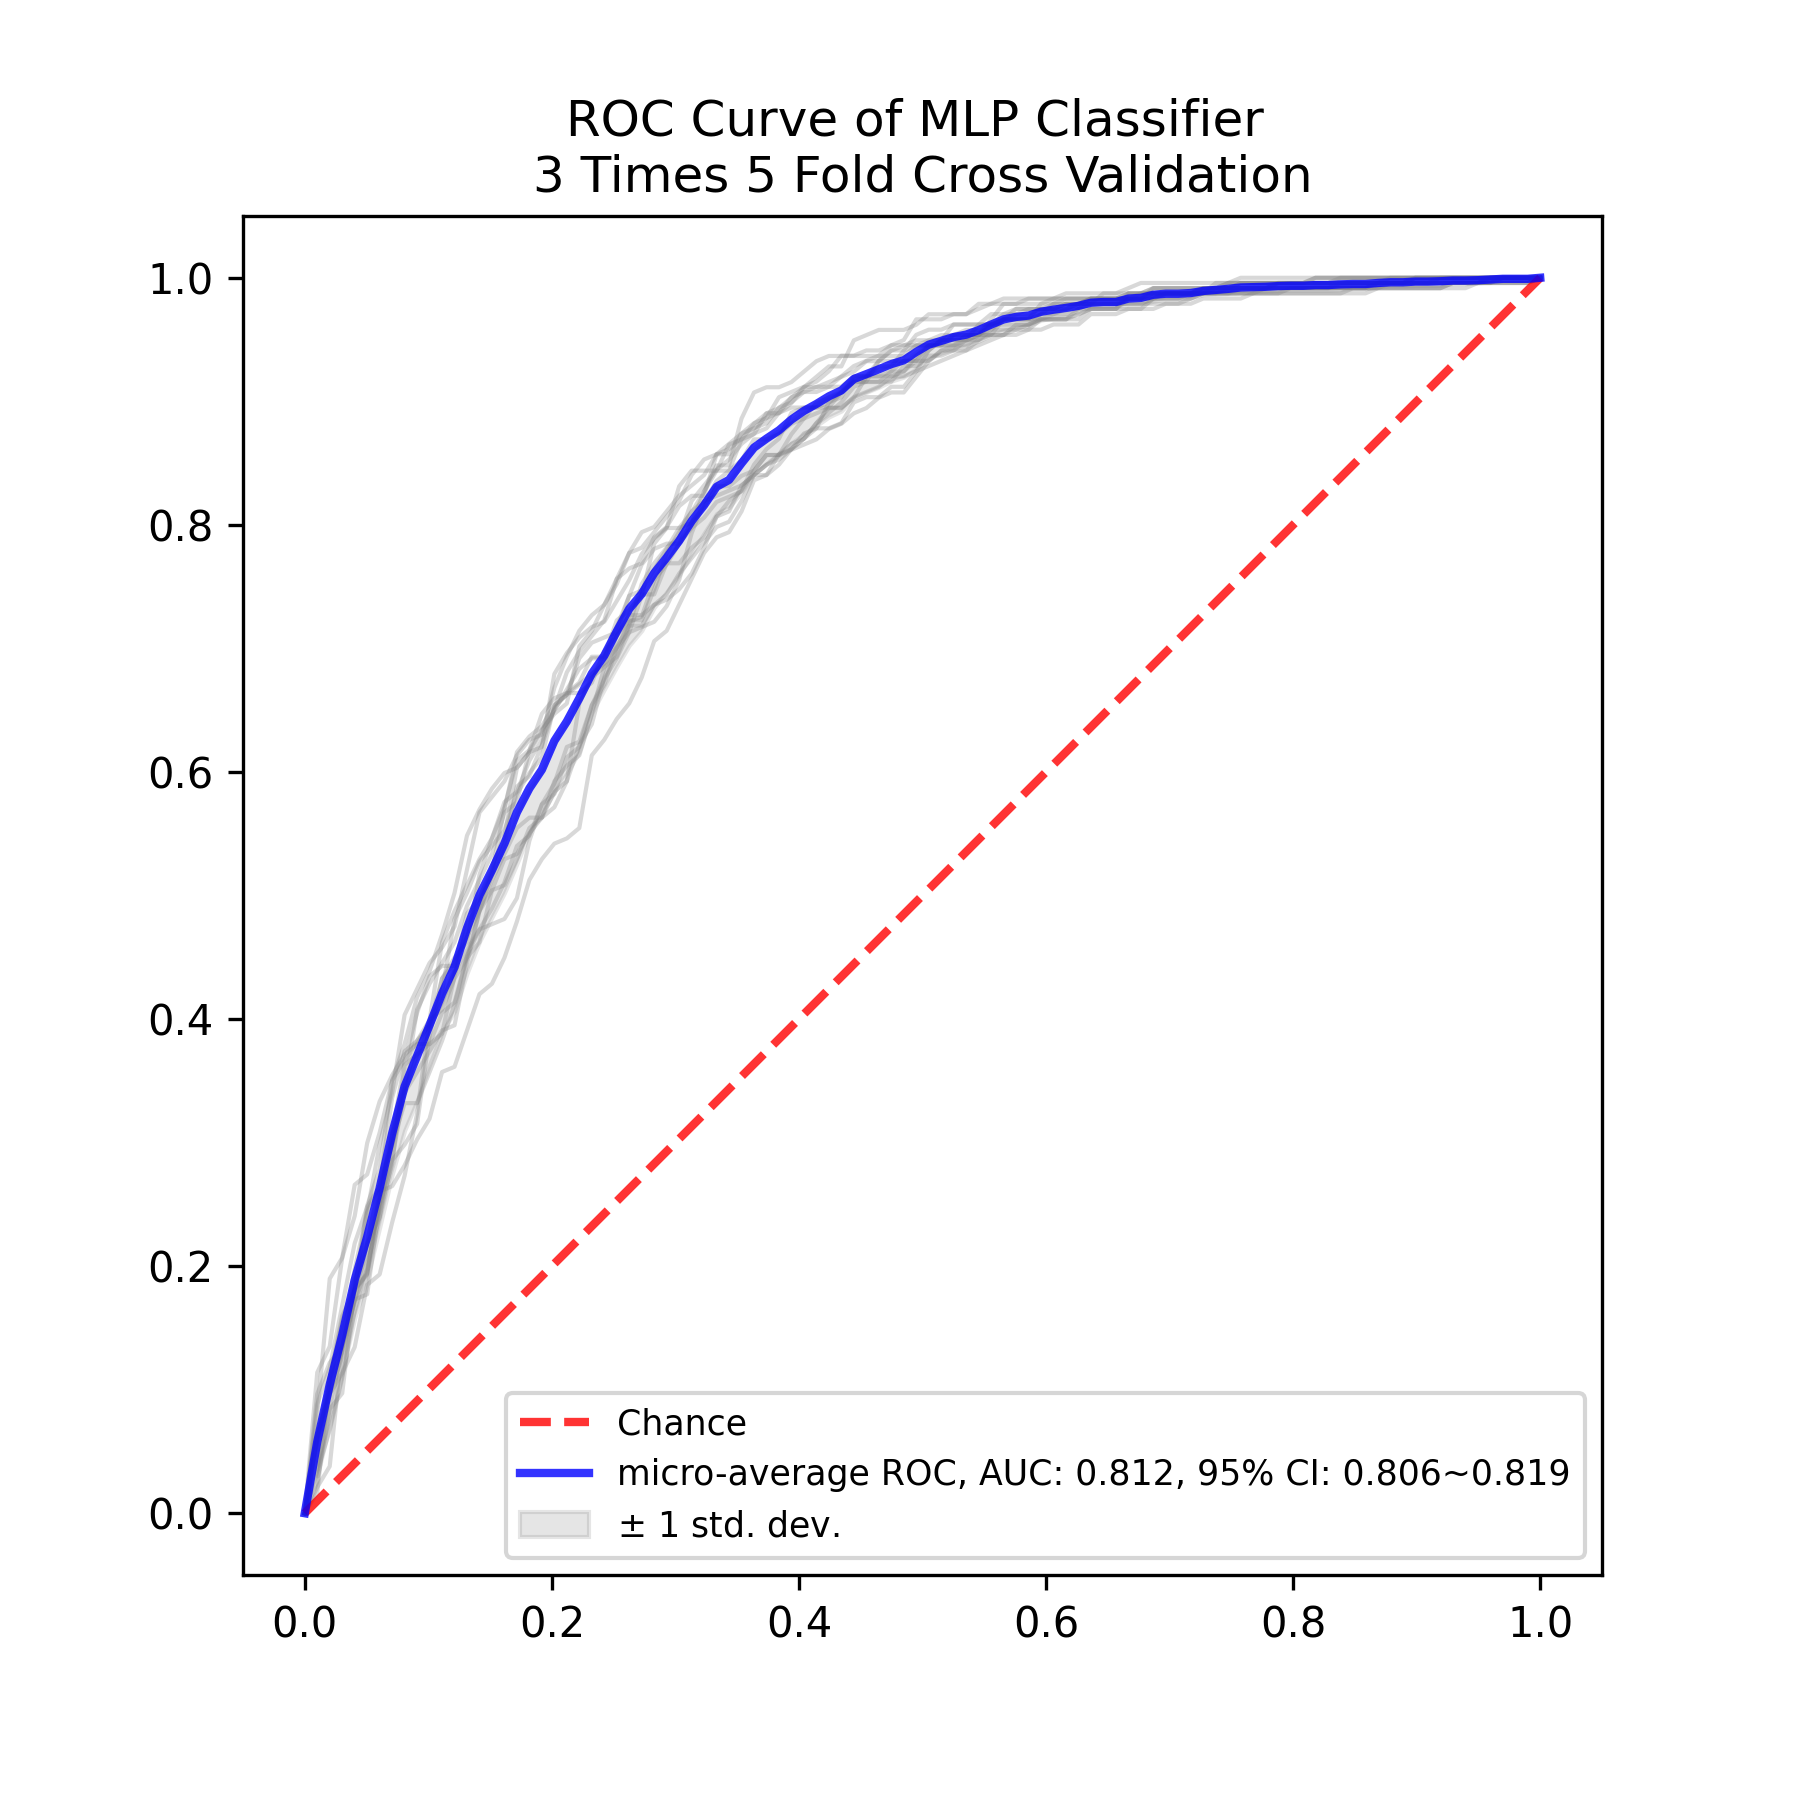 ROC Curve of MLP Classifier
3 Times 5 Fold Cross Validation
1.0
0.8
0.6
0.4
0.2
0.0
Chance
micro-average ROC, AUC: 0.812, 95% CI: 0.806~0.819
± 1 std. dev.
0.0 0.2 0.4 0.6 0.8 1.0